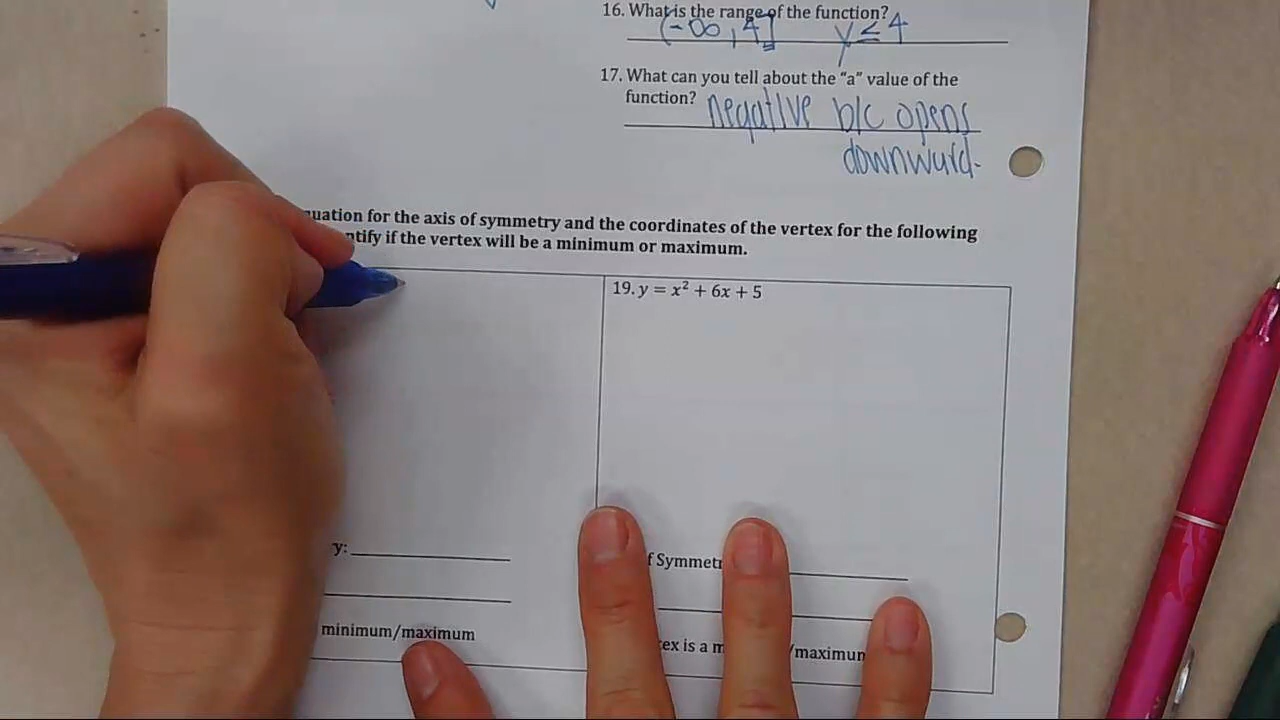 16. What is the range of the function?
(-∞, 4] y ≤ 4
17. What can you tell about the "a" value of the
function? negative b/c opens
downward.
uation for the axis of symmetry and the coordinates of the vertex for the following
ntify if the vertex will be a minimum or maximum.
19. y = x² + 6x + 5
y:
f Symmet
minimum/maximum
ex is a m /maximum